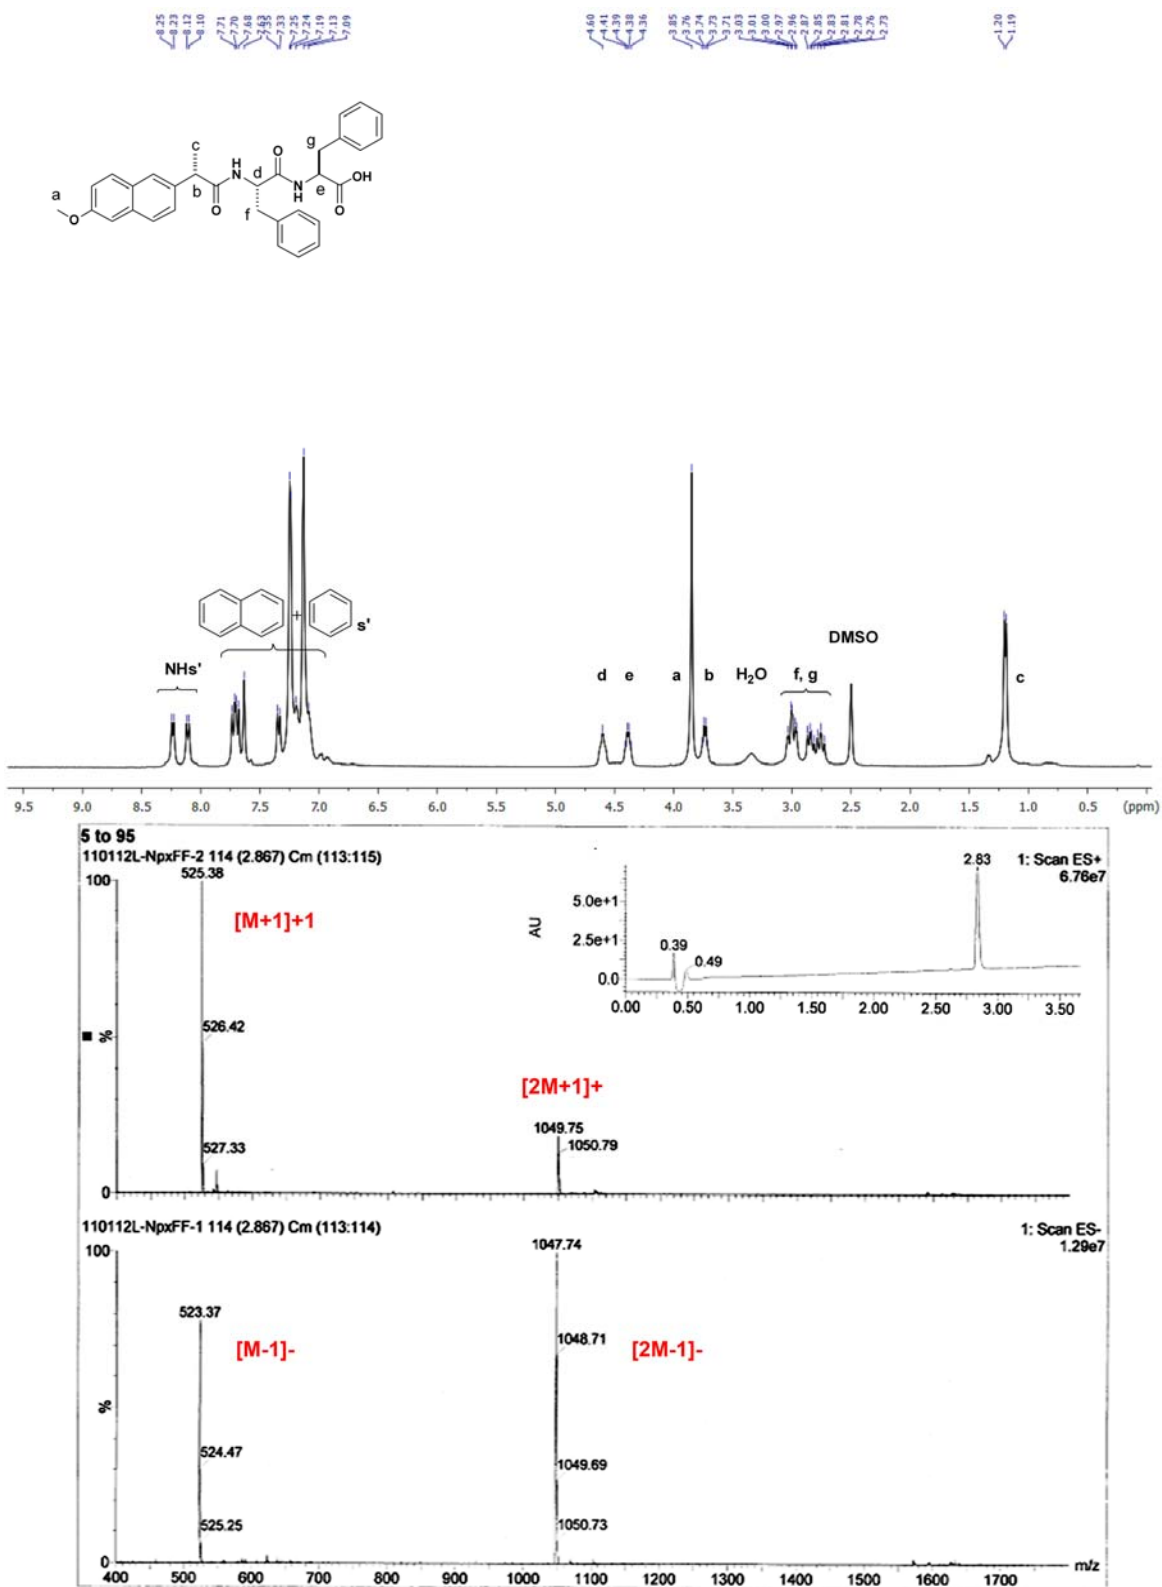 8.25 8.23 8.12 8.10 7.71 7.70 7.68 7.63 7.35 7.33 7.25 7.24 7.19 7.13 7.09 4.60 4.41 4.39 4.38 4.36 3.85 3.76 3.74 3.73 3.71 3.03 3.01 3.00 2.97 2.96 2.87 2.85 2.83 2.81 2.78 2.76 2.73 1.20 1.19
c g
H d O
N
OH
a b N e
H
O O f O
+ s'
DMSO
NHs'
d e a b H₂O f, g c
9.5 9.0 8.5 8.0 7.5 7.0 6.5 6.0 5.5 5.0 4.5 4.0 3.5 3.0 2.5 2.0 1.5 1.0 0.5 (ppm)
5 to 95
110112L-NpxFF-2 114 (2.867) Cm (113:115)
1: Scan ES+
6.76e7
100
525.38
[M+1]+1
526.42
%
527.33
[2M+1]+
1049.75
1050.79
0
AU
5.0e+1
2.5e+1
0.0
0.39
0.49
2.83
0.00 0.50 1.00 1.50 2.00 2.50 3.00 3.50
110112L-NpxFF-1 114 (2.867) Cm (113:114)
1: Scan ES-
1.29e7
100
1047.74
523.37
[M-1]-
1048.71
[2M-1]-
%
524.47
1049.69
525.25
1050.73
0
m/z
400 500 600 700 800 900 1000 1100 1200 1300 1400 1500 1600 1700